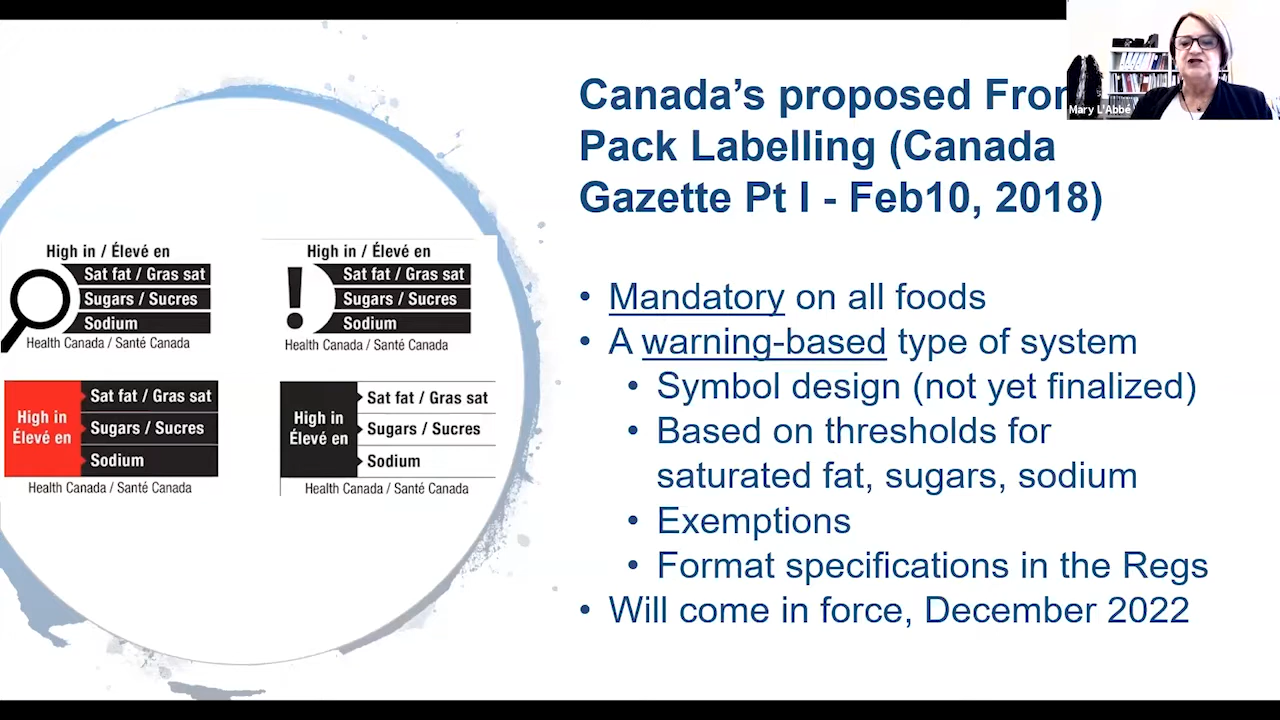 Canada's proposed Fron
Pack Labelling (Canada
Gazette Pt I - Feb10, 2018)
Mary L'Abbé
High in / Élevé en
Sat fat / Gras sat
Sugars / Sucres
Sodium
Health Canada / Santé Canada
High in / Élevé en
Sat fat / Gras sat
Sugars / Sucres
Sodium
Health Canada / Santé Canada
High in
Élevé en
Sat fat / Gras sat
Sugars / Sucres
Sodium
Health Canada / Santé Canada
High in
Élevé en
Sat fat / Gras sat
Sugars / Sucres
Sodium
Health Canada / Santé Canada
• Mandatory on all foods
• A warning-based type of system
• Symbol design (not yet finalized)
• Based on thresholds for
saturated fat, sugars, sodium
• Exemptions
• Format specifications in the Regs
• Will come in force, December 2022